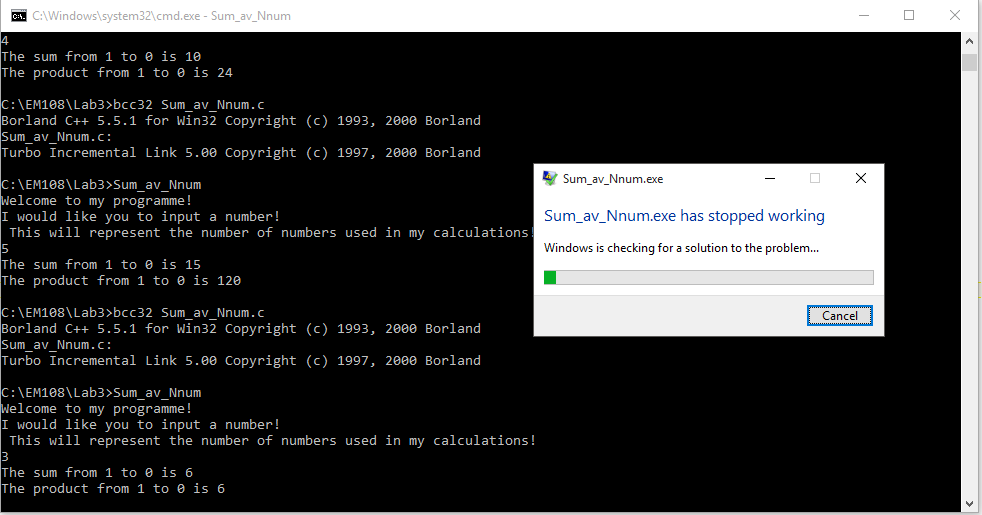 C:\Windows\system32\cmd.exe - Sum_av_Nnum
4
The sum from 1 to 0 is 10
The product from 1 to 0 is 24
C:\EM108\Lab3>bcc32 Sum_av_Nnum.c
Borland C++ 5.5.1 for Win32 Copyright (c) 1993, 2000 Borland
Sum_av_Nnum.c:
Turbo Incremental Link 5.00 Copyright (c) 1997, 2000 Borland
C:\EM108\Lab3>Sum_av_Nnum
Welcome to my programme!
I would like you to input a number!
This will represent the number of numbers used in my calculations!
5
The sum from 1 to 0 is 15
The product from 1 to 0 is 120
C:\EM108\Lab3>bcc32 Sum_av_Nnum.c
Borland C++ 5.5.1 for Win32 Copyright (c) 1993, 2000 Borland
Sum_av_Nnum.c:
Turbo Incremental Link 5.00 Copyright (c) 1997, 2000 Borland
C:\EM108\Lab3>Sum_av_Nnum
Welcome to my programme!
I would like you to input a number!
This will represent the number of numbers used in my calculations!
3
The sum from 1 to 0 is 6
The product from 1 to 0 is 6
Sum_av_Nnum.exe
Sum_av_Nnum.exe has stopped working
Windows is checking for a solution to the problem...
Cancel